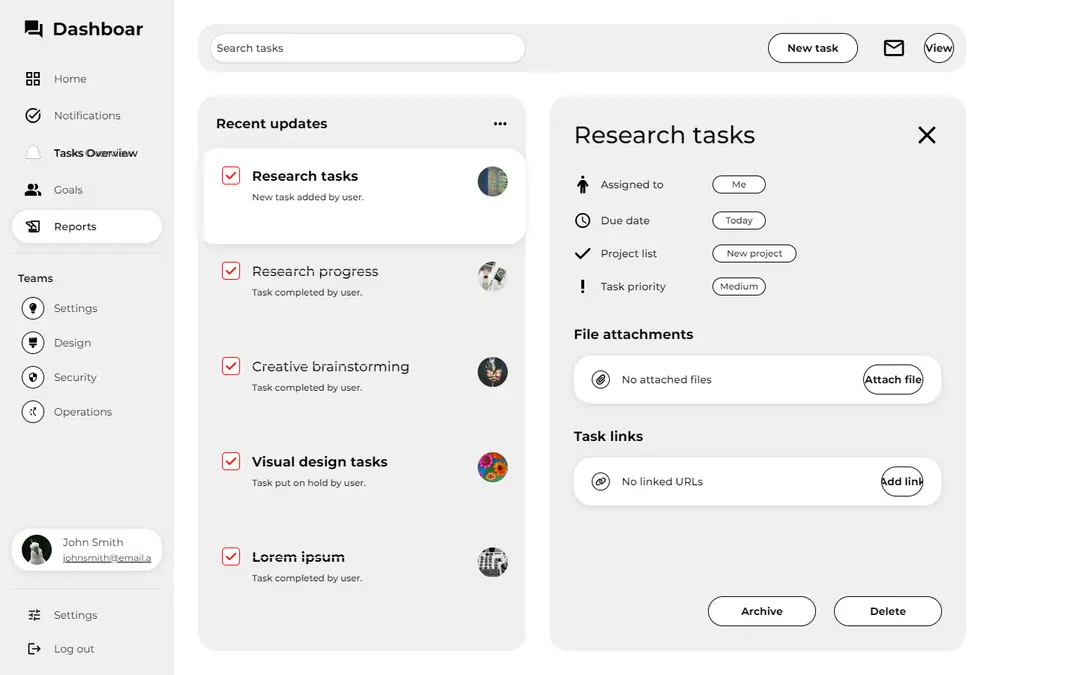 Dashboar
Home
Notifications
Tasks Overview
Goals
Reports
Teams
Settings
Design
Security
Operations
John Smith
johnsmith@email.a
Settings
Log out
Search tasks
New task
View
Recent updates
Research tasks
New task added by user.
Research progress
Task completed by user.
Creative brainstorming
Task completed by user.
Visual design tasks
Task put on hold by user.
Lorem ipsum
Task completed by user.
Research tasks
Assigned to
Me
Due date
Today
Project list
New project
Task priority
Medium
File attachments
No attached files
Attach file
Task links
No linked URLs
Add link
Archive
Delete